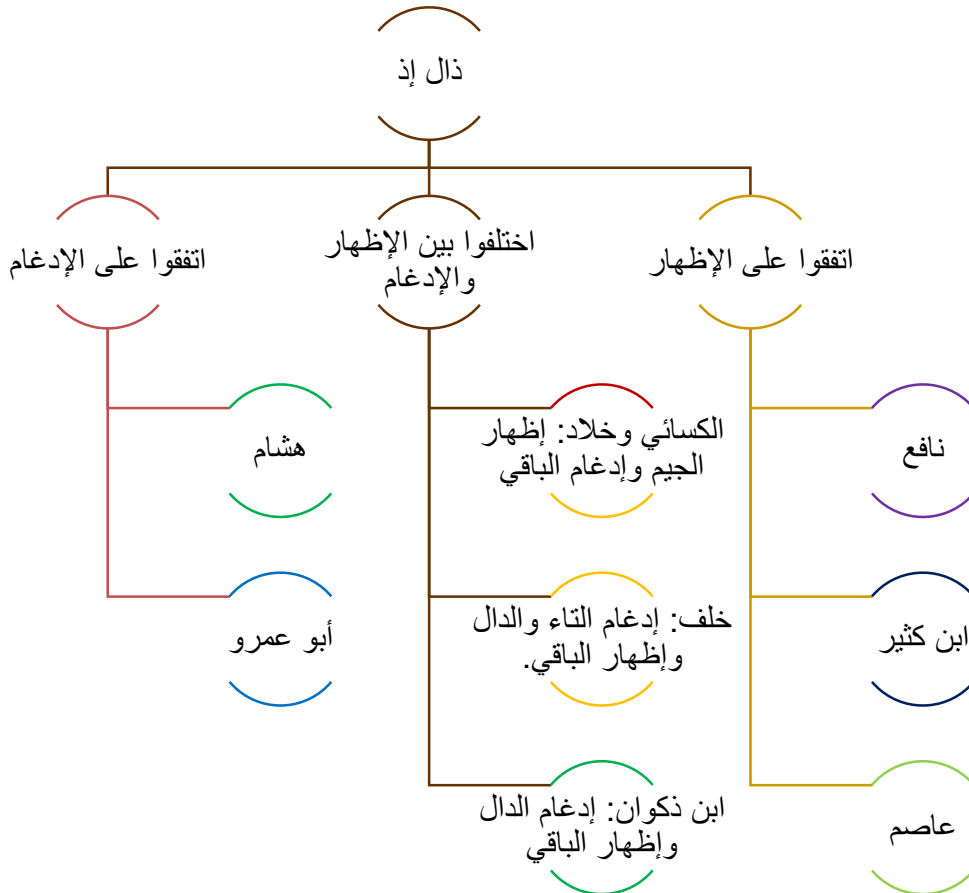 ذال إذ
اتفقوا على الإظهار
اختلفوا بين الإظهار
والإدغام
اتفقوا على الإدغام
نافع
ابن كثير
عاصم
الكسائي وخلاد: إظهار
الجيم وإدغام الباقي
خلف: إدغام التاء والدال
وإظهار الباقي.
ابن ذكوان: إدغام الدال
وإظهار الباقي
هشام
أبو عمرو